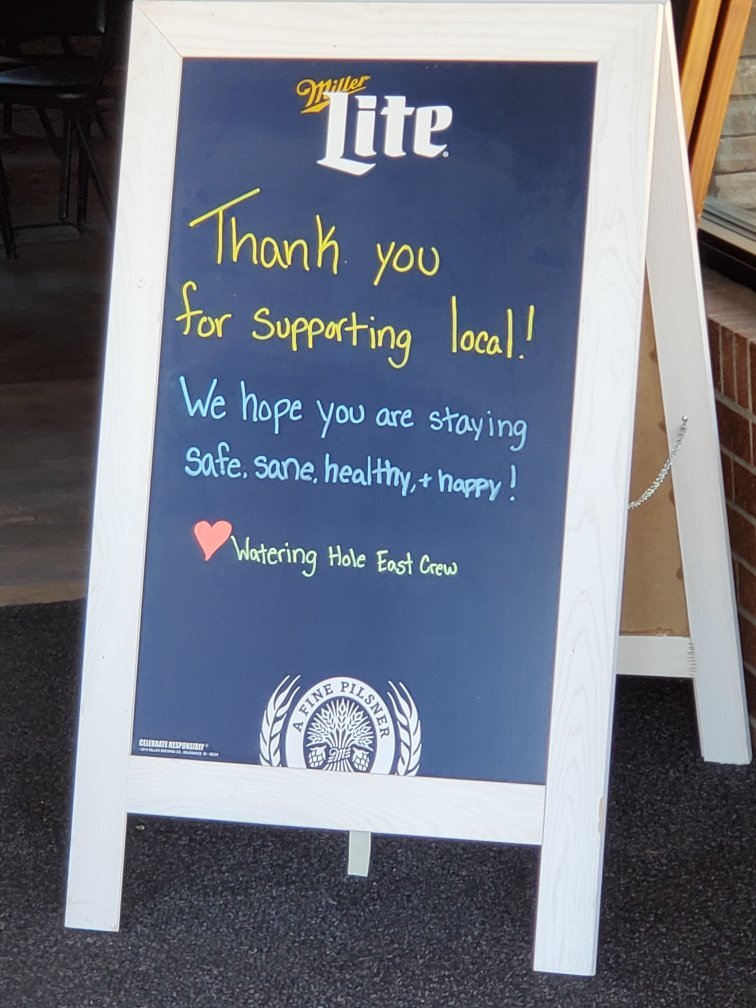 Miller
Lite
Thank you
for supporting local!
We hope you are staying
safe, sane, healthy, + happy!
Watering Hole East Crew
A FINE PILSNER
CELEBRATE RESPONSIBLY®